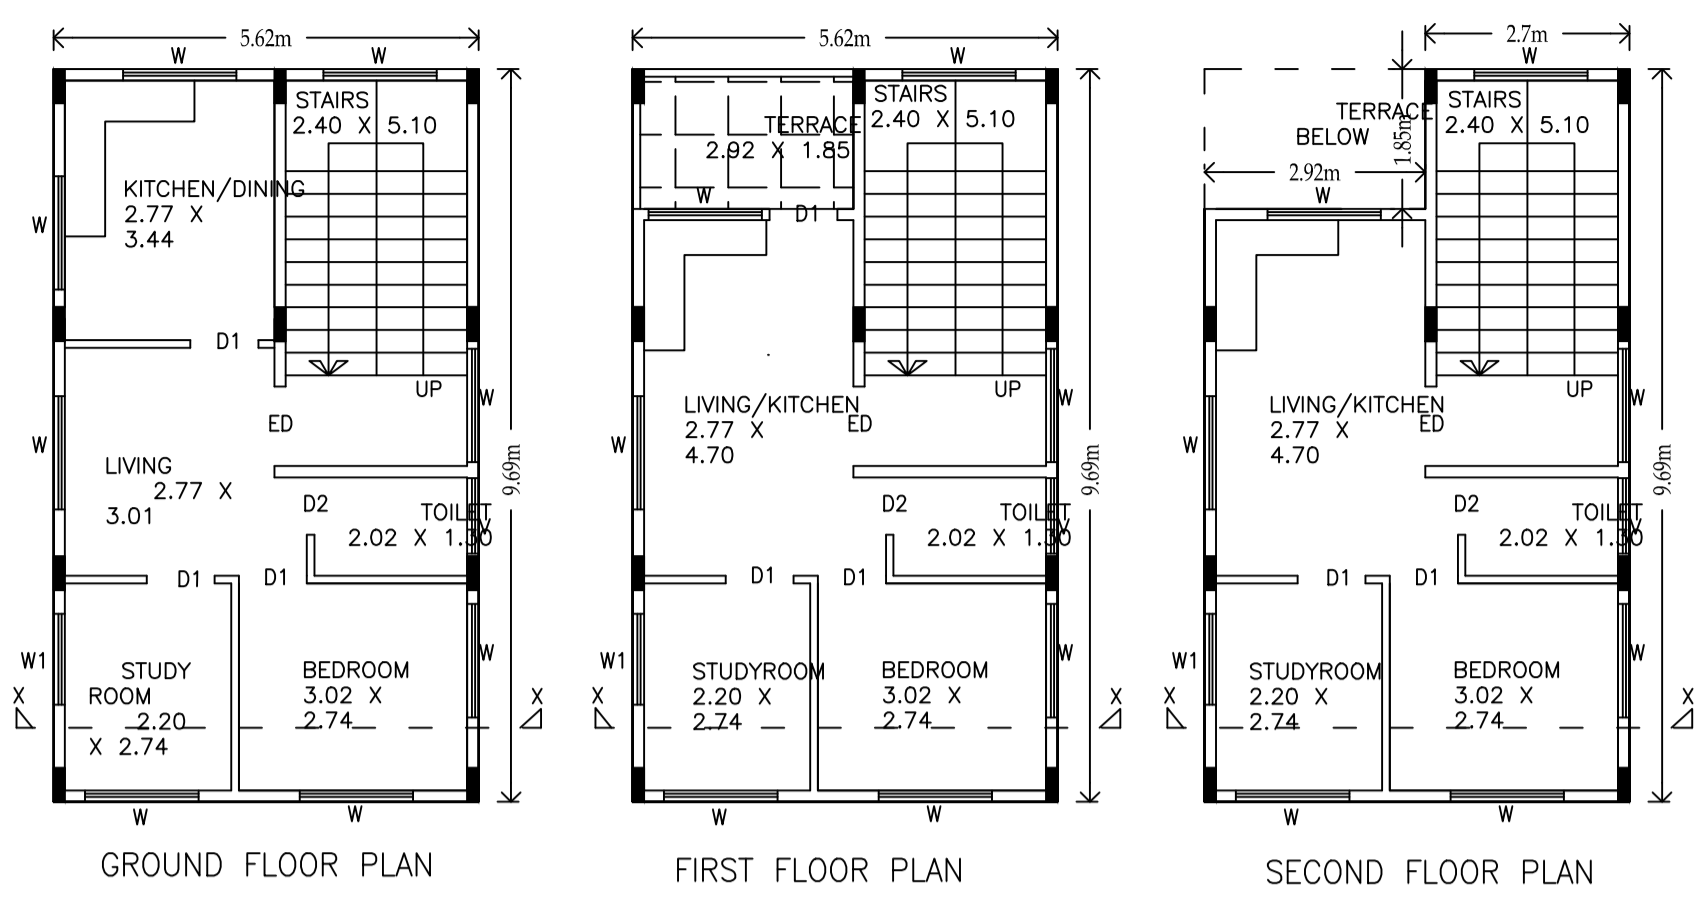 5.62m
W
W
STAIRS
2.40 X 5.10
KITCHEN/DINING
2.77 X
3.44
W
D1
UP
W
ED
W
LIVING
2.77 X
3.01
9.69m
D2
TOILET
W
2.02 X 1.30
D1
D1
W1
STUDY
ROOM
2.20
X 2.74
BEDROOM
3.02 X
2.74
W
X
X
W
W
GROUND FLOOR PLAN
5.62m
W
STAIRS
2.40 X 5.10
TERRACE
2.92 X 1.85
W
D1
UP
W
LIVING/KITCHEN
2.77 X
4.70
ED
W
9.69m
D2
TOILET
W
2.02 X 1.30
D1
D1
W1
STUDYROOM
2.20 X
2.74
BEDROOM
3.02 X
2.74
W
X
X
W
W
FIRST FLOOR PLAN
2.7m
W
STAIRS
2.40 X 5.10
TERRACE
BELOW
1.85m
2.92m
W
UP
W
LIVING/KITCHEN
2.77 X
4.70
ED
W
9.69m
D2
TOILET
W
2.02 X 1.30
D1
D1
W1
STUDYROOM
2.20 X
2.74
BEDROOM
3.02 X
2.74
W
X
X
W
W
SECOND FLOOR PLAN